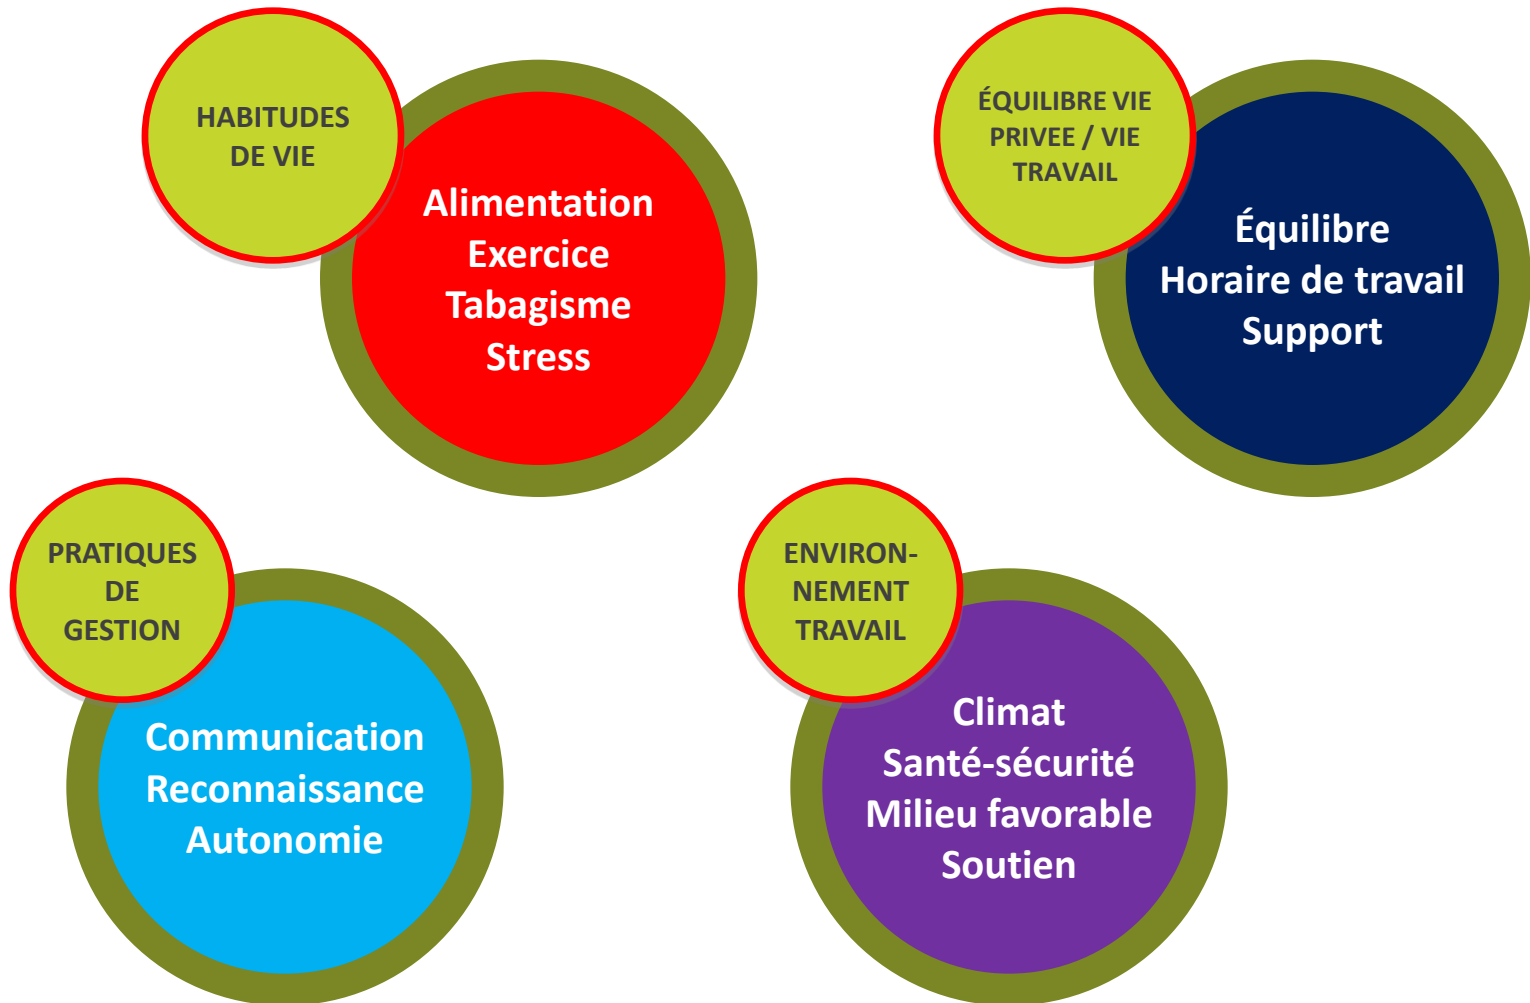 HABITUDES
DE VIE
Alimentation
Exercice
Tabagisme
Stress
ÉQUILIBRE VIE
PRIVEE / VIE
TRAVAIL
Équilibre
Horaire de travail
Support
PRATIQUES
DE
GESTION
Communication
Reconnaissance
Autonomie
ENVIRON-
NEMENT
TRAVAIL
Climat
Santé-sécurité
Milieu favorable
Soutien